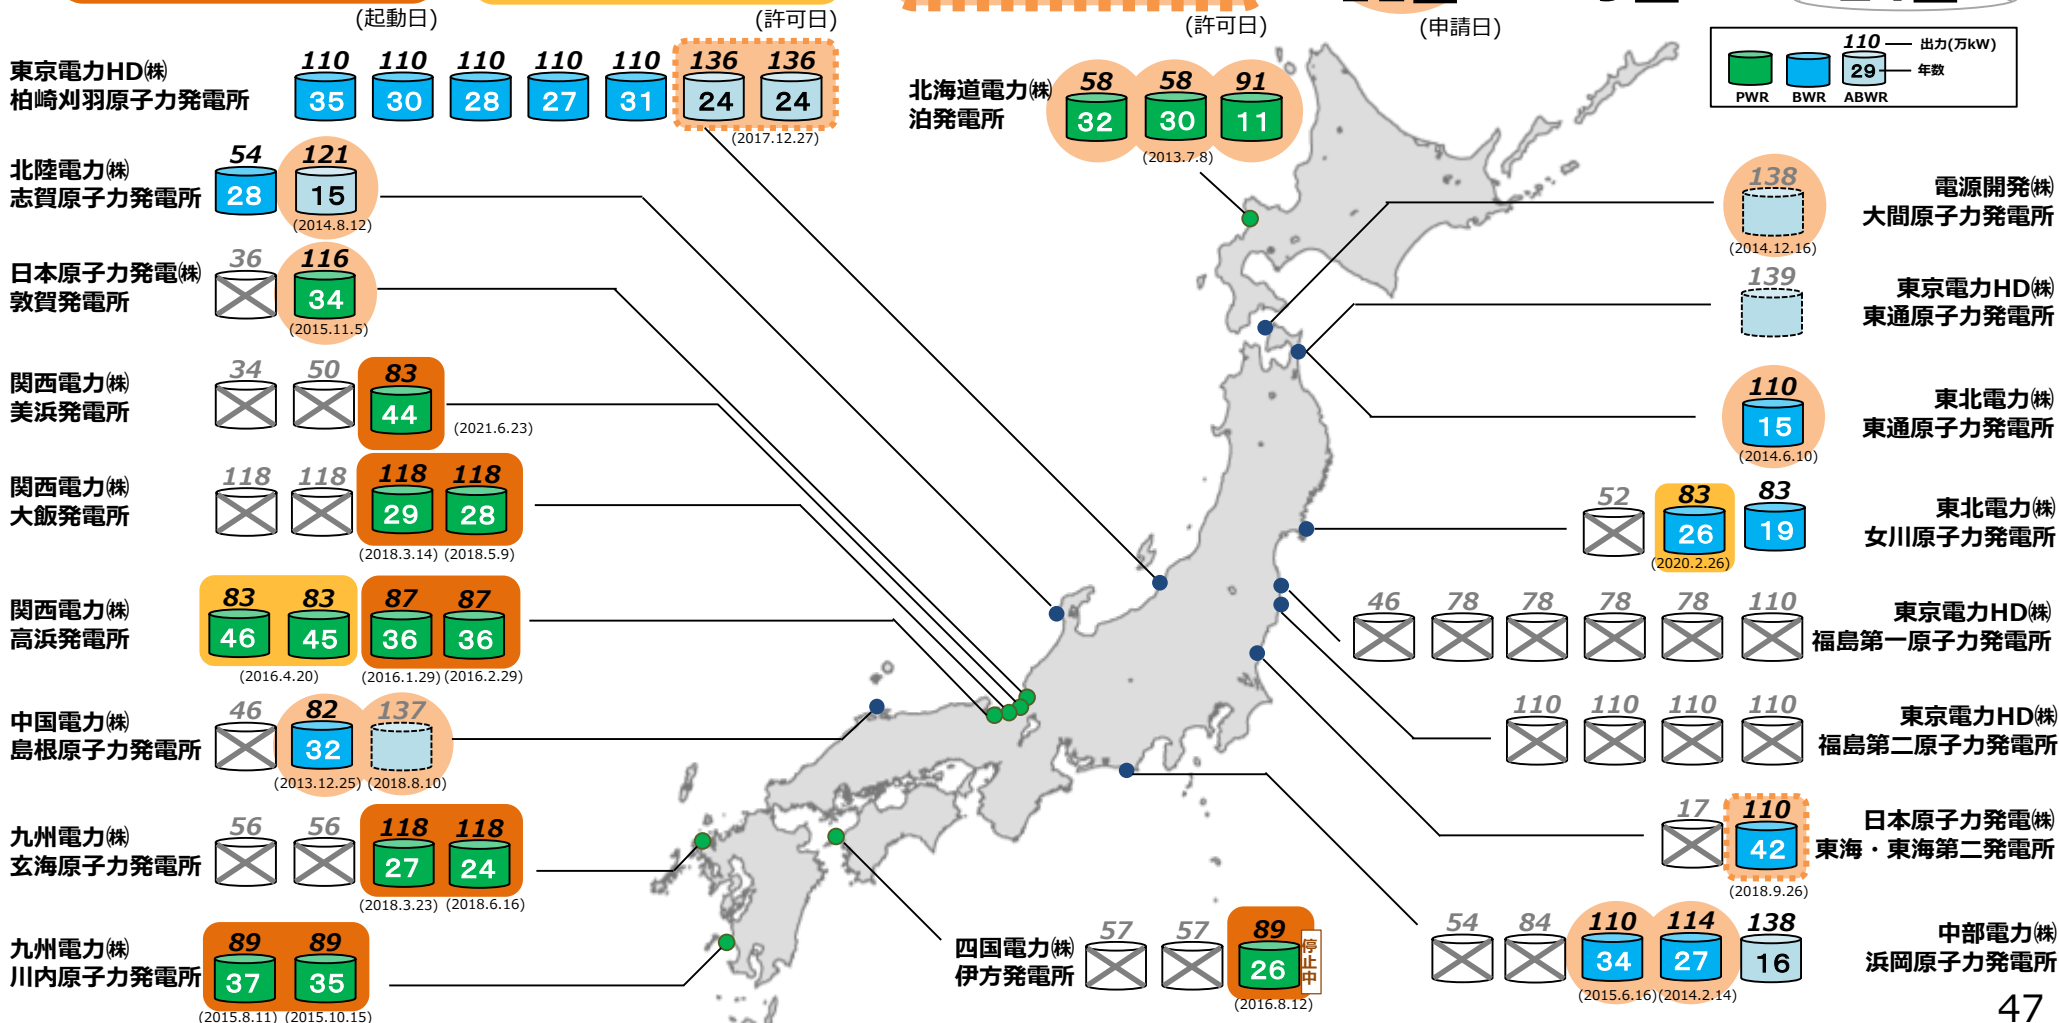 (起動日)
(許可日)
(許可日)
(申請日)
110 出力(万kW)
29 年数
PWR BWR ABWR
東京電力HD㈱
柏崎刈羽原子力発電所
110 110 110 110 110 136 136
35 30 28 27 31 24 24
(2017.12.27)
北海道電力㈱
泊発電所
58 58 91
32 30 11
(2013.7.8)
北陸電力㈱
志賀原子力発電所
54 121
28 15
(2014.8.12)
電源開発㈱
大間原子力発電所
138
(2014.12.16)
日本原子力発電㈱
敦賀発電所
36 116
34
(2015.11.5)
東京電力HD㈱
東通原子力発電所
139
関西電力㈱
美浜発電所
34 50 83
44
(2021.6.23)
東北電力㈱
東通原子力発電所
110
15
(2014.6.10)
関西電力㈱
大飯発電所
118 118 118 118
29 28
(2018.3.14) (2018.5.9)
東北電力㈱
女川原子力発電所
52 83 83
26 19
(2020.2.26)
関西電力㈱
高浜発電所
83 83 87 87
46 45 36 36
(2016.4.20) (2016.1.29) (2016.2.29)
東京電力HD㈱
福島第一原子力発電所
46 78 78 78 78 110
中国電力㈱
島根原子力発電所
46 82 137
32
(2013.12.25) (2018.8.10)
東京電力HD㈱
福島第二原子力発電所
110 110 110 110
九州電力㈱
玄海原子力発電所
56 56 118 118
27 24
(2018.3.23) (2018.6.16)
日本原子力発電㈱
東海・東海第二発電所
17 110
42
(2018.9.26)
九州電力㈱
川内原子力発電所
89 89
37 35
(2015.8.11) (2015.10.15)
四国電力㈱
伊方発電所
57 57 89
26
停止中
(2016.8.12)
中部電力㈱
浜岡原子力発電所
54 84 110 114 138
34 27 16
(2015.6.16) (2014.2.14)
47